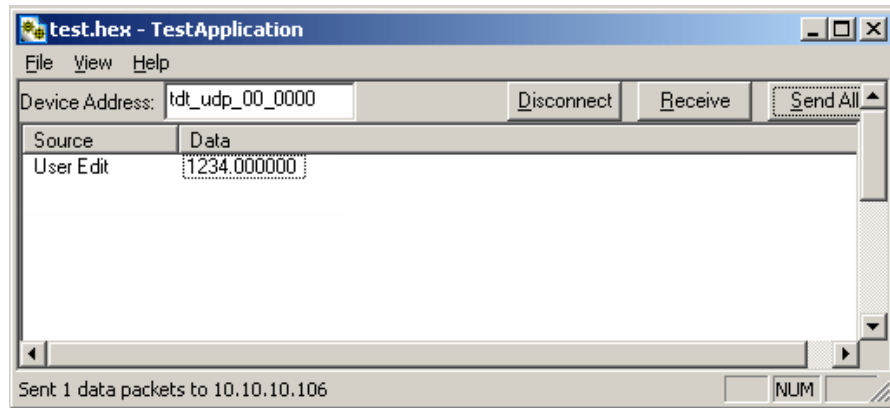 test.hex - TestApplication
File View Help
Device Address: tdt_udp_00_0000 Disconnect Receive Send All
Source Data
User Edit 1234.000000
Sent 1 data packets to 10.10.10.106 NUM